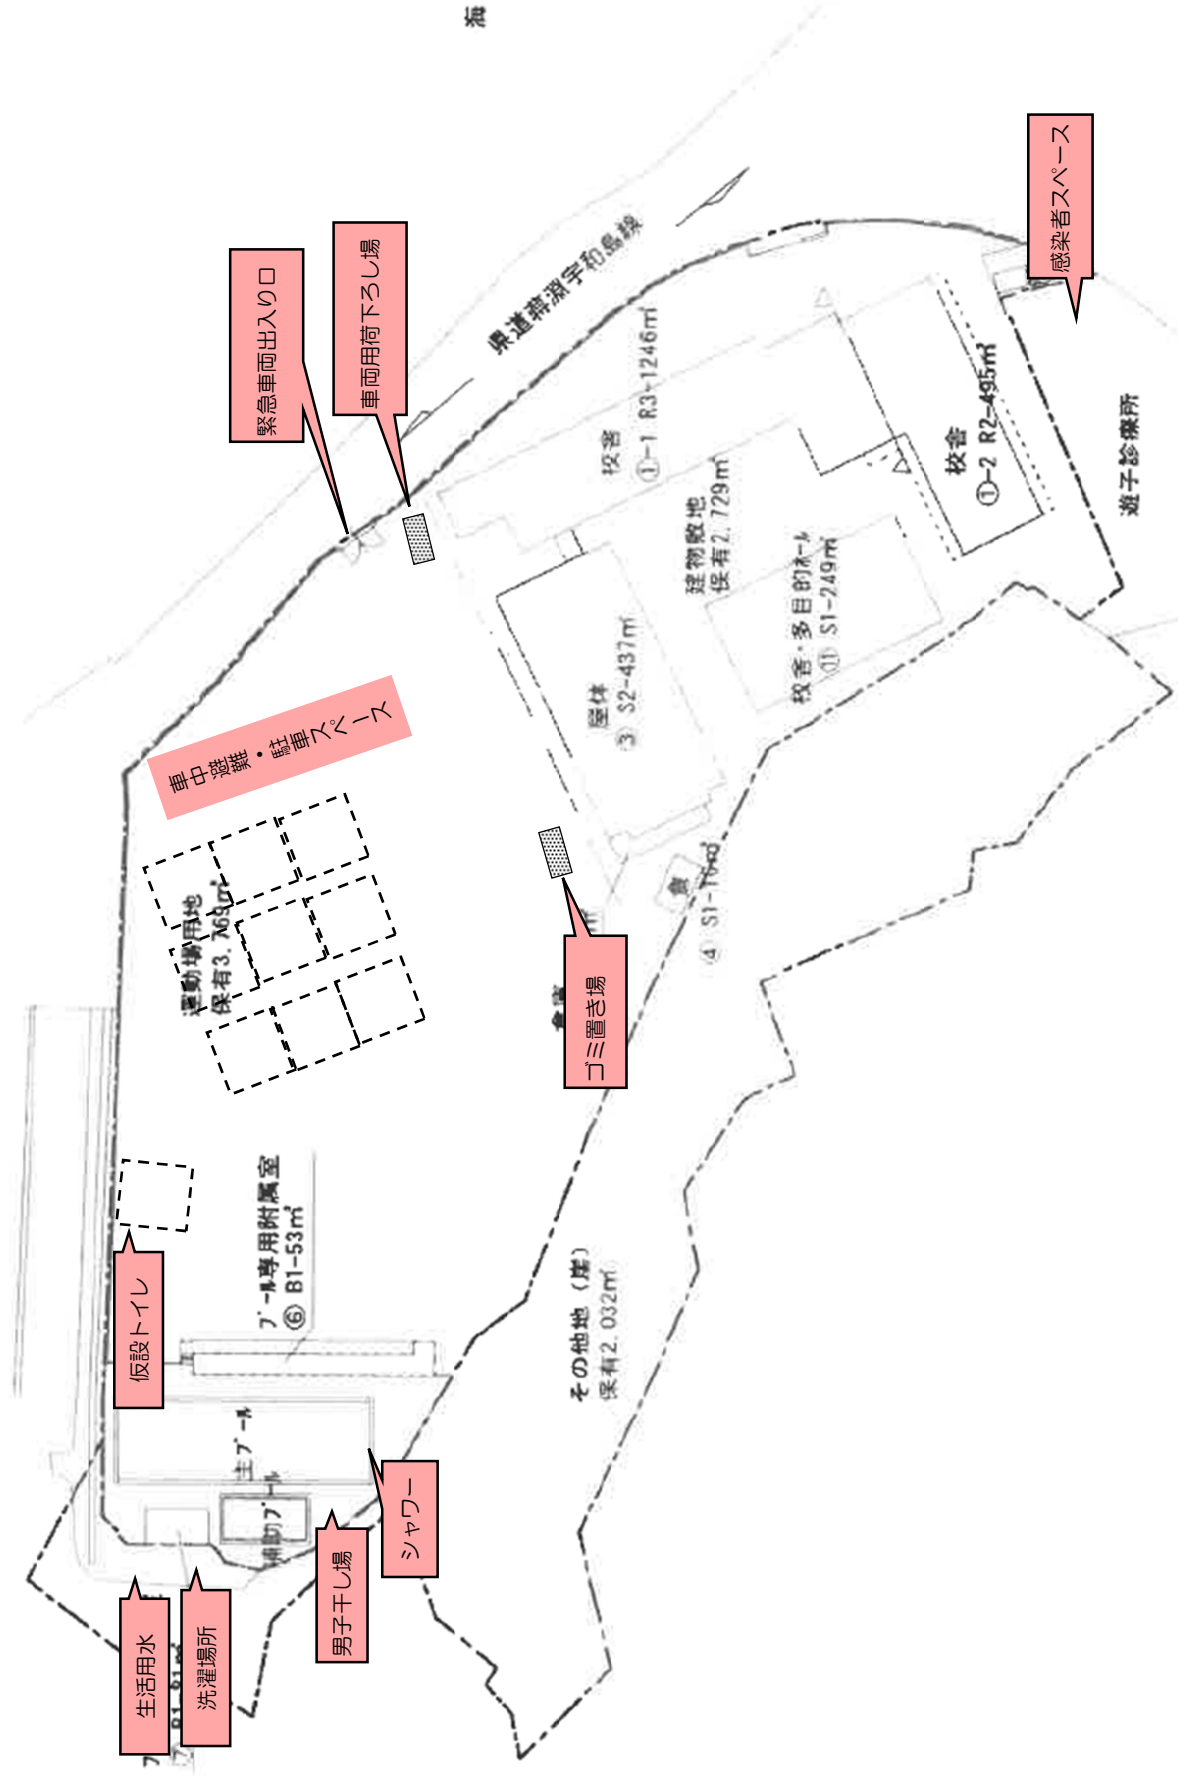 海
県道蒋淵宇和島線
緊急車両出入り口
車両用荷下ろし場
感染者スペース
校舎
①-1 R3-1246㎡
校舎
①-2 R2-495㎡
遊子診療所
建物敷地
保有2.729㎡
校舎・多目的ホール
⑪ S1-249㎡
屋体
③ S2-437㎡
倉
④ S1-16㎡
車中避難・駐車スペース
運動場用地
保有3.769㎡
倉庫
㎡
ゴミ置き場
プール専用附属室
⑥ B1-53㎡
仮設トイレ
その他地(崖)
保有2.032㎡
主プール
補助プール
シャワー
男子干し場
生活用水
洗濯場所